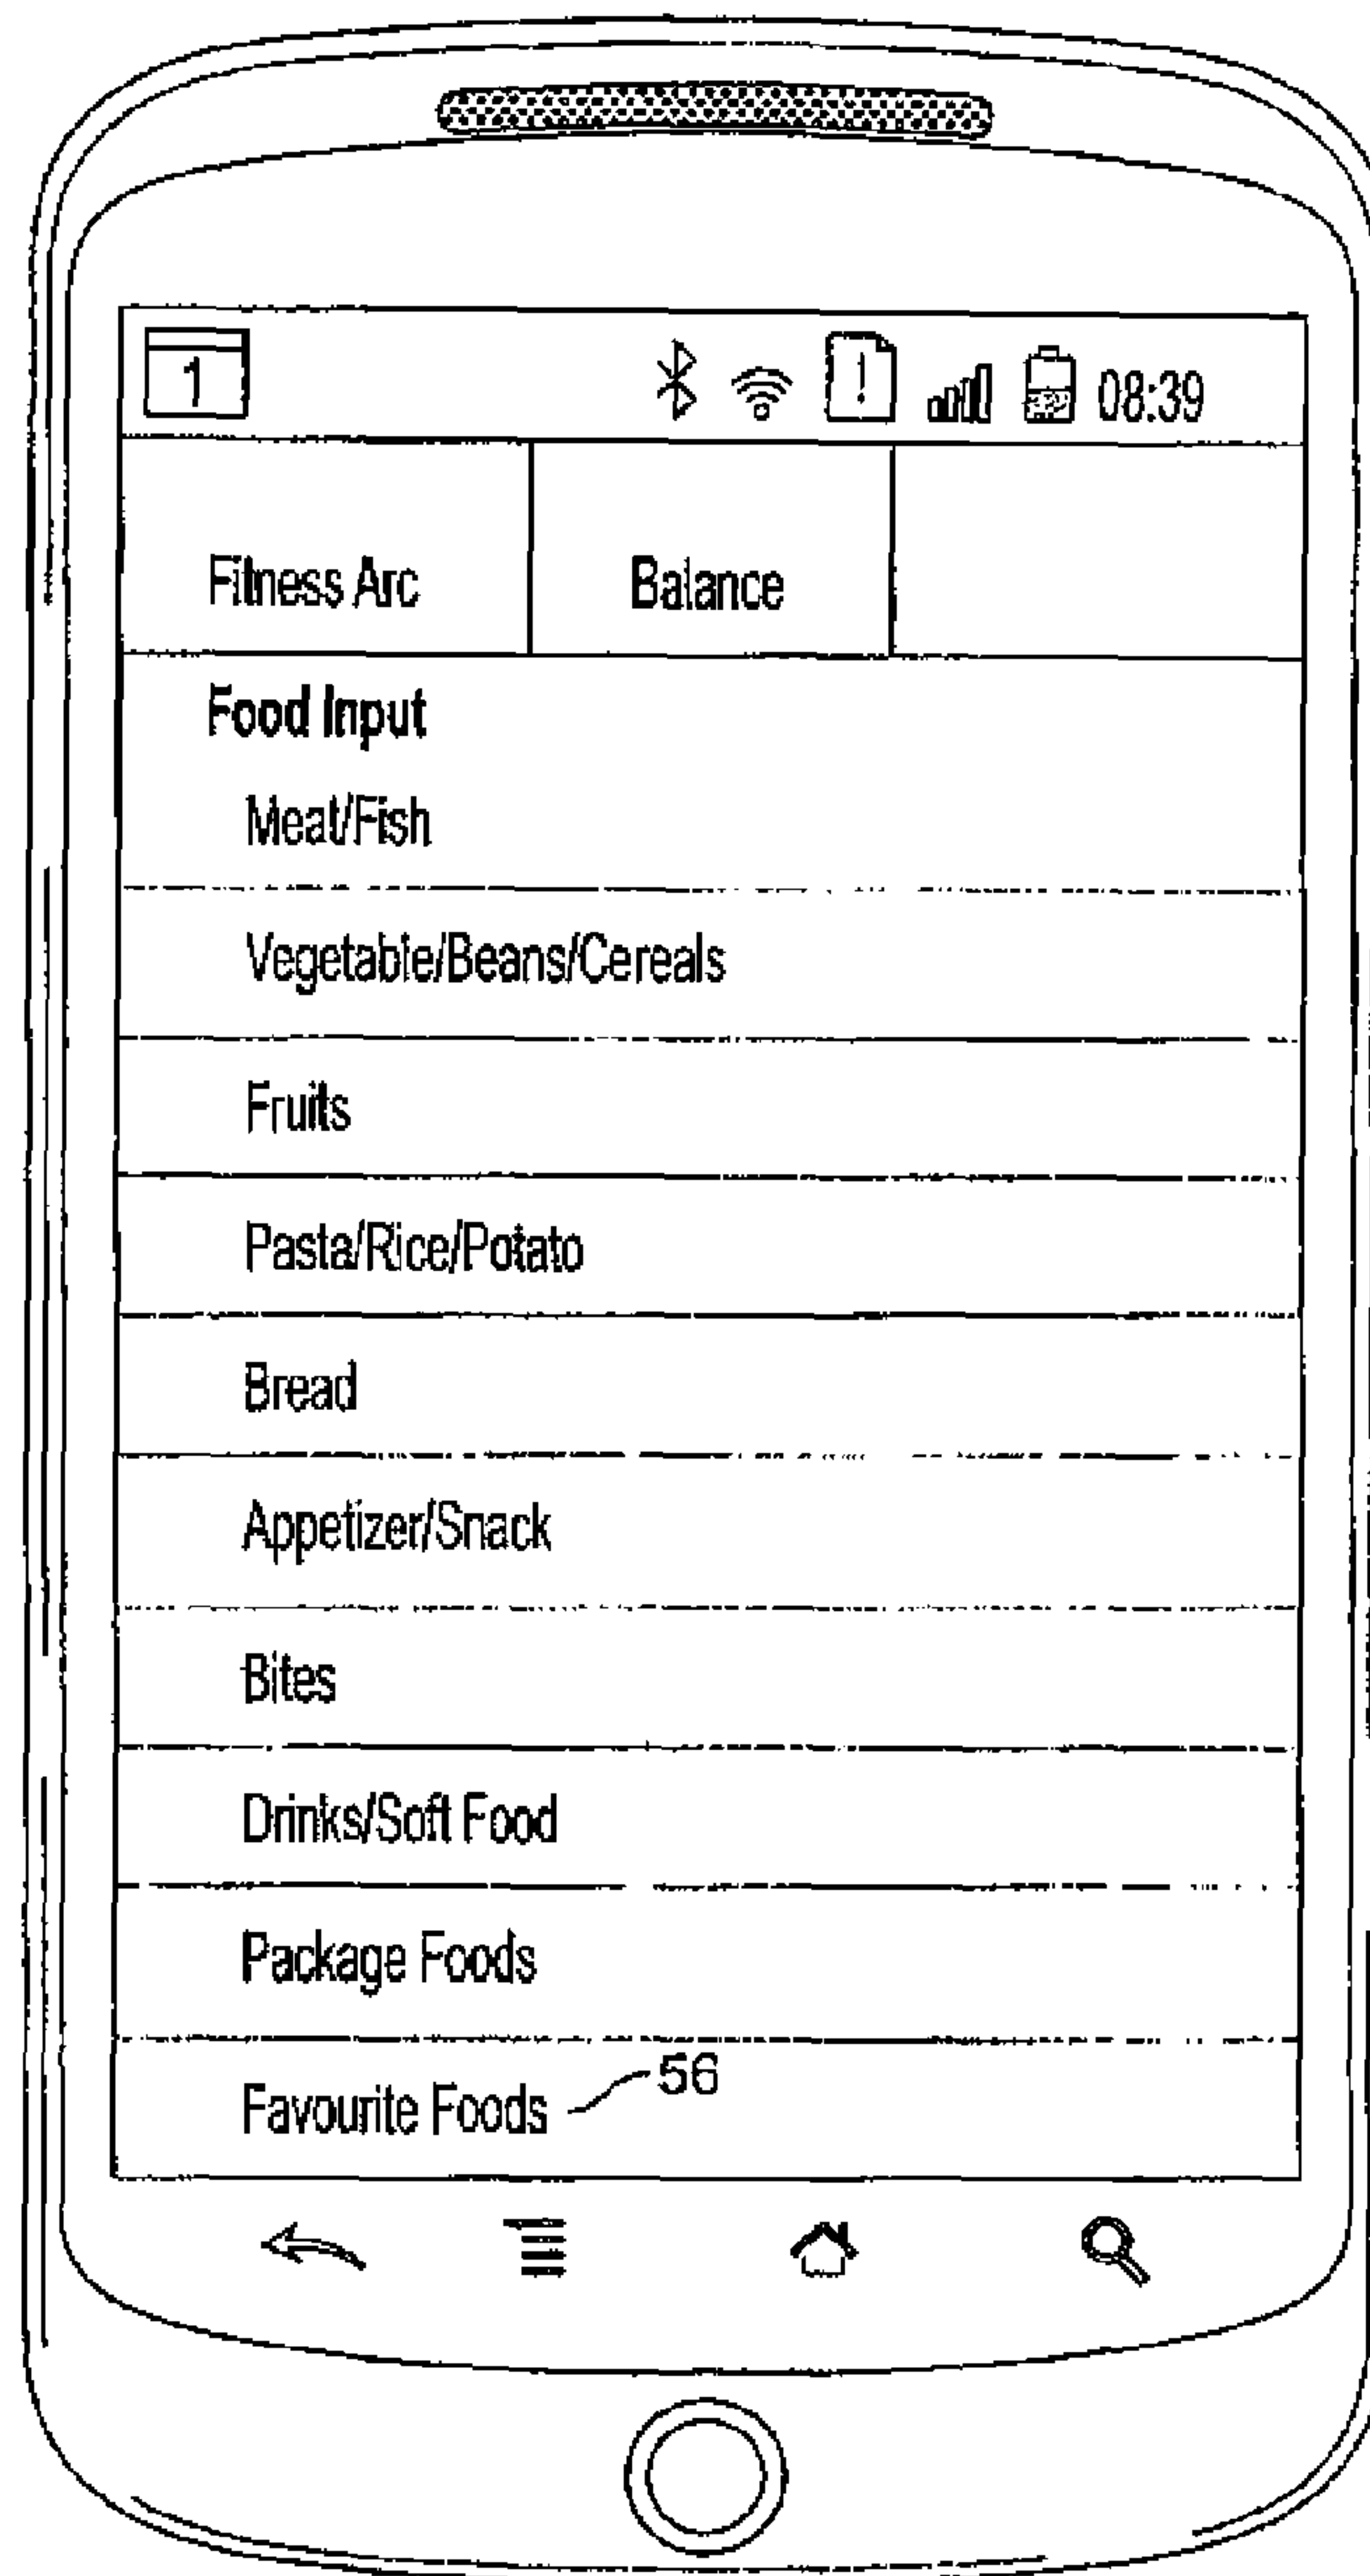 1 08:39
Fitness Arc Balance
Food Input
Meat/Fish
Vegetable/Beans/Cereals
Fruits
Pasta/Rice/Potato
Bread
Appetizer/Snack
Bites
Drinks/Soft Food
Package Foods
Favourite Foods 56